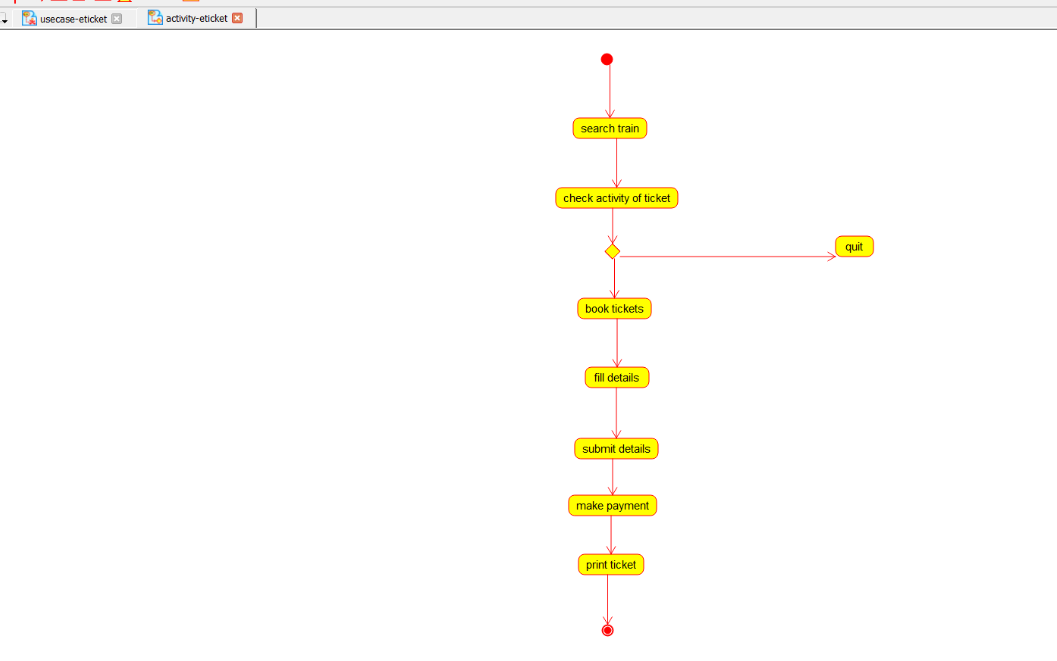 usecase-eticket
activity-eticket
search train
check activity of ticket
quit
book tickets
fill details
submit details
make payment
print ticket